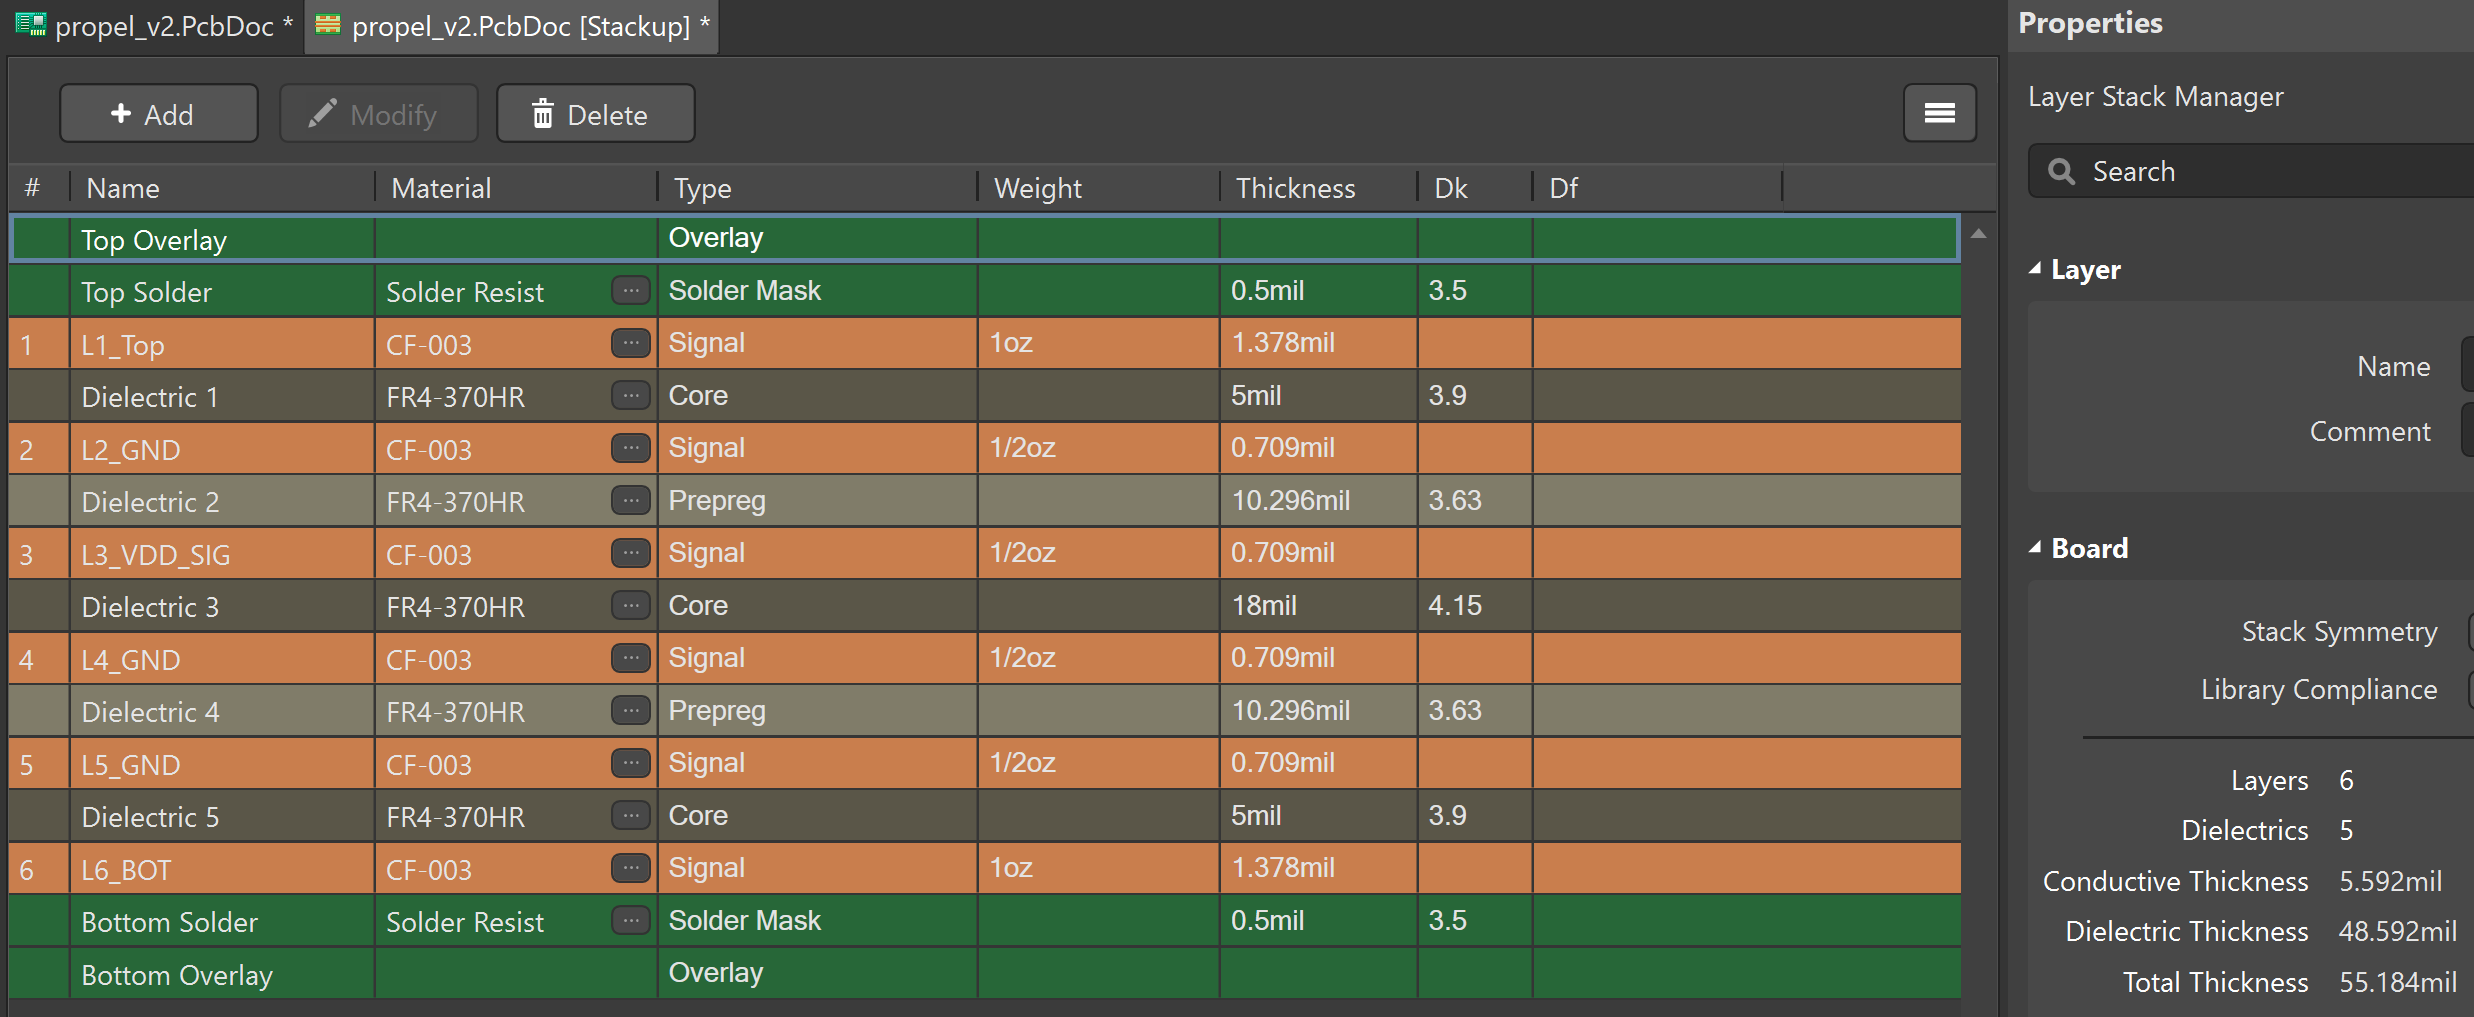 propel_v2.PcbDoc * propel_v2.PcbDoc [Stackup] *
Properties
Layer Stack Manager
Search
Layer
Name
Comment
Board
Stack Symmetry
Library Compliance
Layers 6
Dielectrics 5
Conductive Thickness 5.592mil
Dielectric Thickness 48.592mil
Total Thickness 55.184mil
+ Add Modify Delete
# Name Material Type Weight Thickness Dk Df
Top Overlay Overlay
Top Solder Solder Resist ... Solder Mask 0.5mil 3.5
1 L1_Top CF-003 ... Signal 1oz 1.378mil
Dielectric 1 FR4-370HR ... Core 5mil 3.9
2 L2_GND CF-003 ... Signal 1/2oz 0.709mil
Dielectric 2 FR4-370HR ... Prepreg 10.296mil 3.63
3 L3_VDD_SIG CF-003 ... Signal 1/2oz 0.709mil
Dielectric 3 FR4-370HR ... Core 18mil 4.15
4 L4_GND CF-003 ... Signal 1/2oz 0.709mil
Dielectric 4 FR4-370HR ... Prepreg 10.296mil 3.63
5 L5_GND CF-003 ... Signal 1/2oz 0.709mil
Dielectric 5 FR4-370HR ... Core 5mil 3.9
6 L6_BOT CF-003 ... Signal 1oz 1.378mil
Bottom Solder Solder Resist ... Solder Mask 0.5mil 3.5
Bottom Overlay Overlay